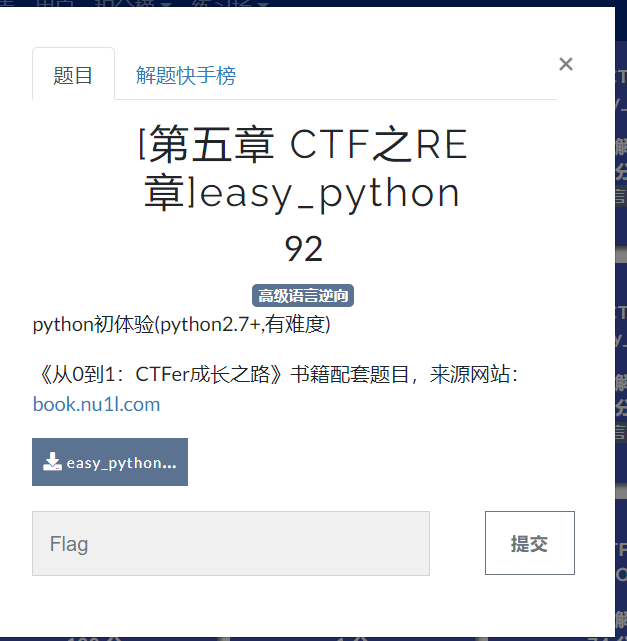 题目 解题快手榜 ×
[第五章 CTF之RE
章]easy_python
92
高级语言逆向
python初体验(python2.7+,有难度)
《从0到1：CTFer成长之路》书籍配套题目，来源网站：
book.nu1l.com
easy_python...
Flag 提交